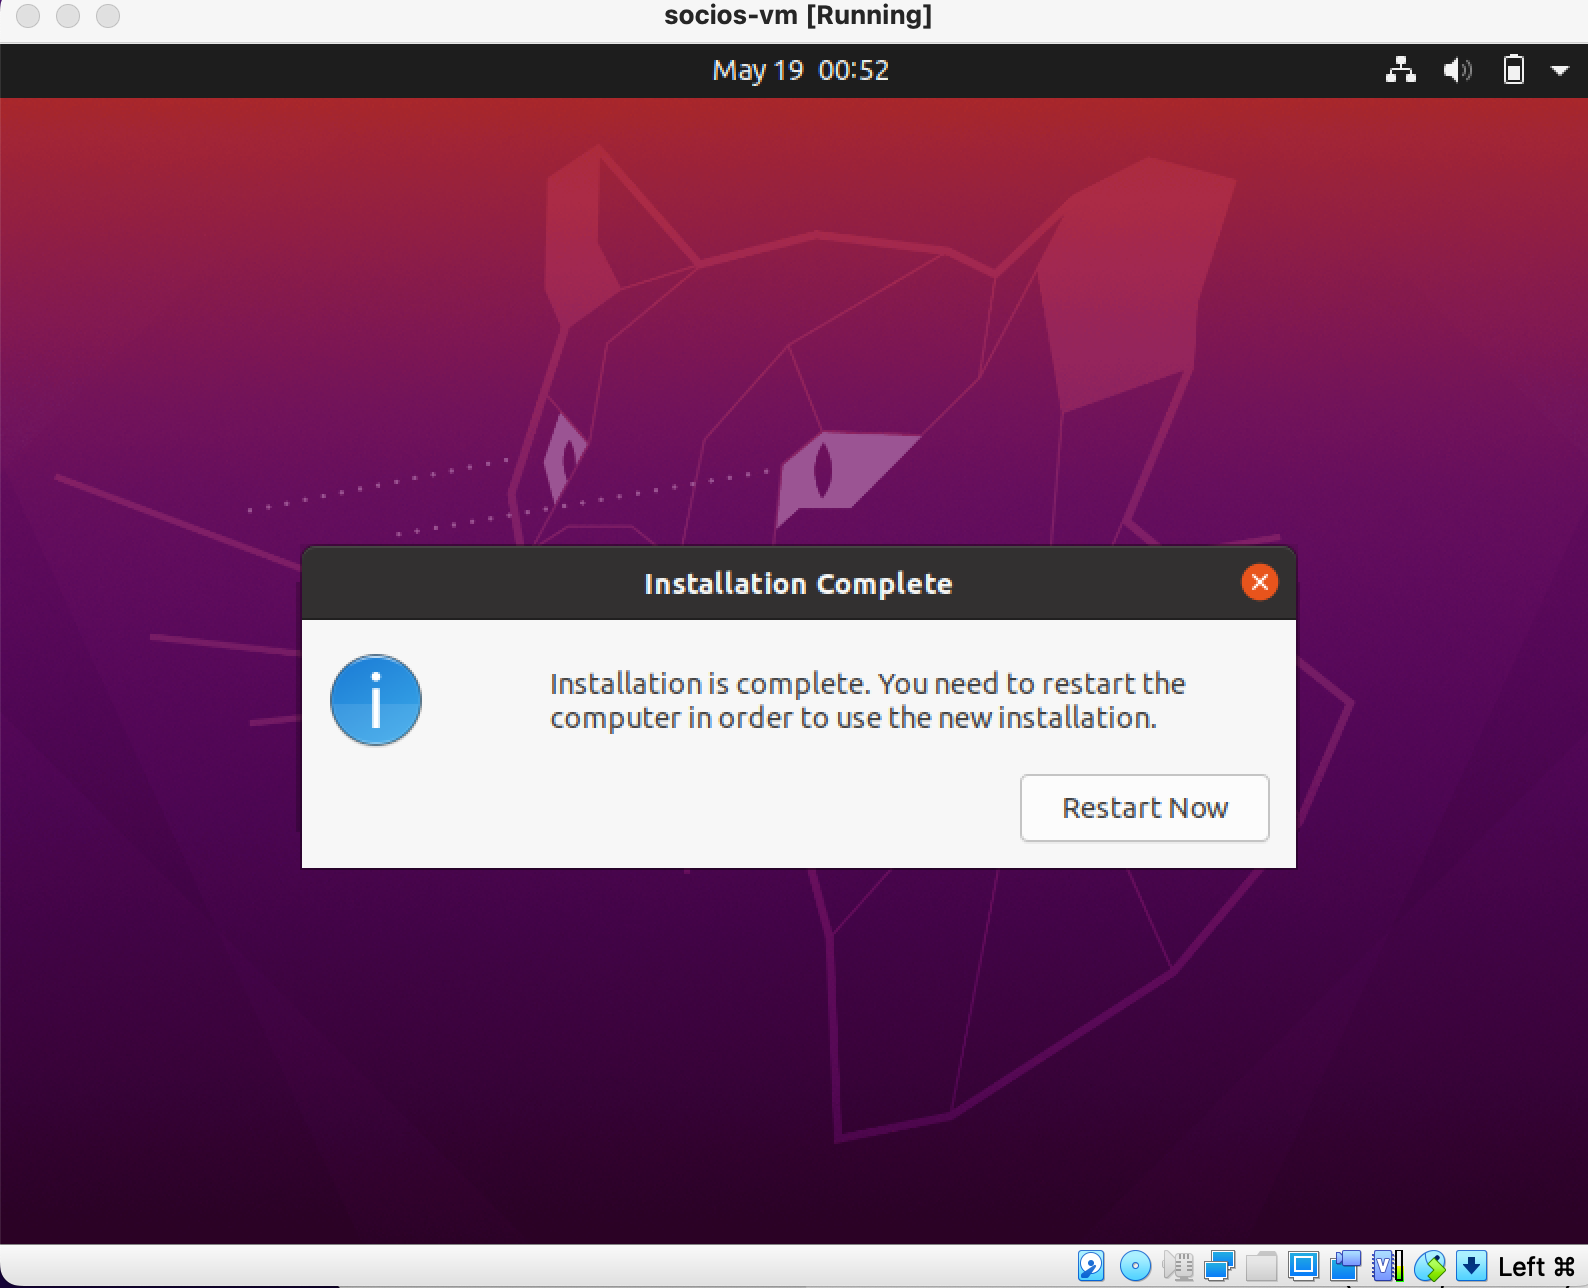 socios-vm [Running]
May 19 00:52
Installation Complete
Installation is complete. You need to restart the
computer in order to use the new installation.
Restart Now
Left ⌘